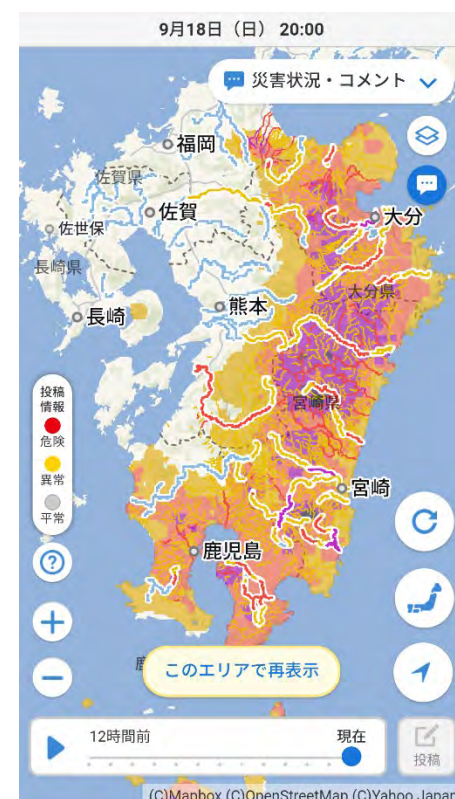 9月18日（日） 20:00
災害状況・コメント
福岡
佐賀県
佐賀
大分
佐世保
長崎県
大分県
熊本
長崎
投稿
情報
危険
異常
平常
宮崎県
宮崎
鹿児島
鹿
このエリアで再表示
12時間前
現在
投稿
(C)Mapbox (C)OpenStreetMap (C)Yahoo Japan